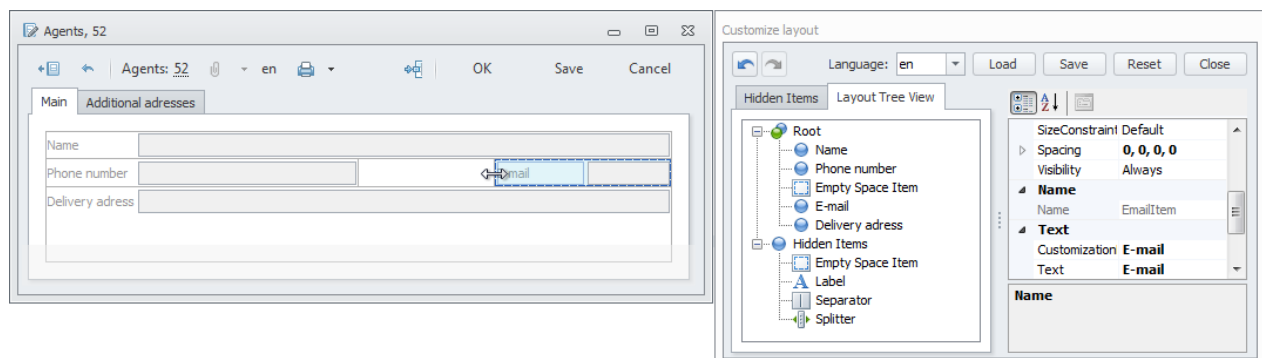 Agents, 52
Agents: 52 en OK Save Cancel
Main Additional adresses
Name
Phone number
mail
Delivery adress
Customize layout
Language: en Load Save Reset Close
Hidden Items Layout Tree View
Root
Name
Phone number
Empty Space Item
E-mail
Delivery adress
Hidden Items
Empty Space Item
A Label
Separator
Splitter
SizeConstraint Default
Spacing 0, 0, 0, 0
Visibility Always
Name
Name EmailItem
Text
Customization E-mail
Text E-mail
Name